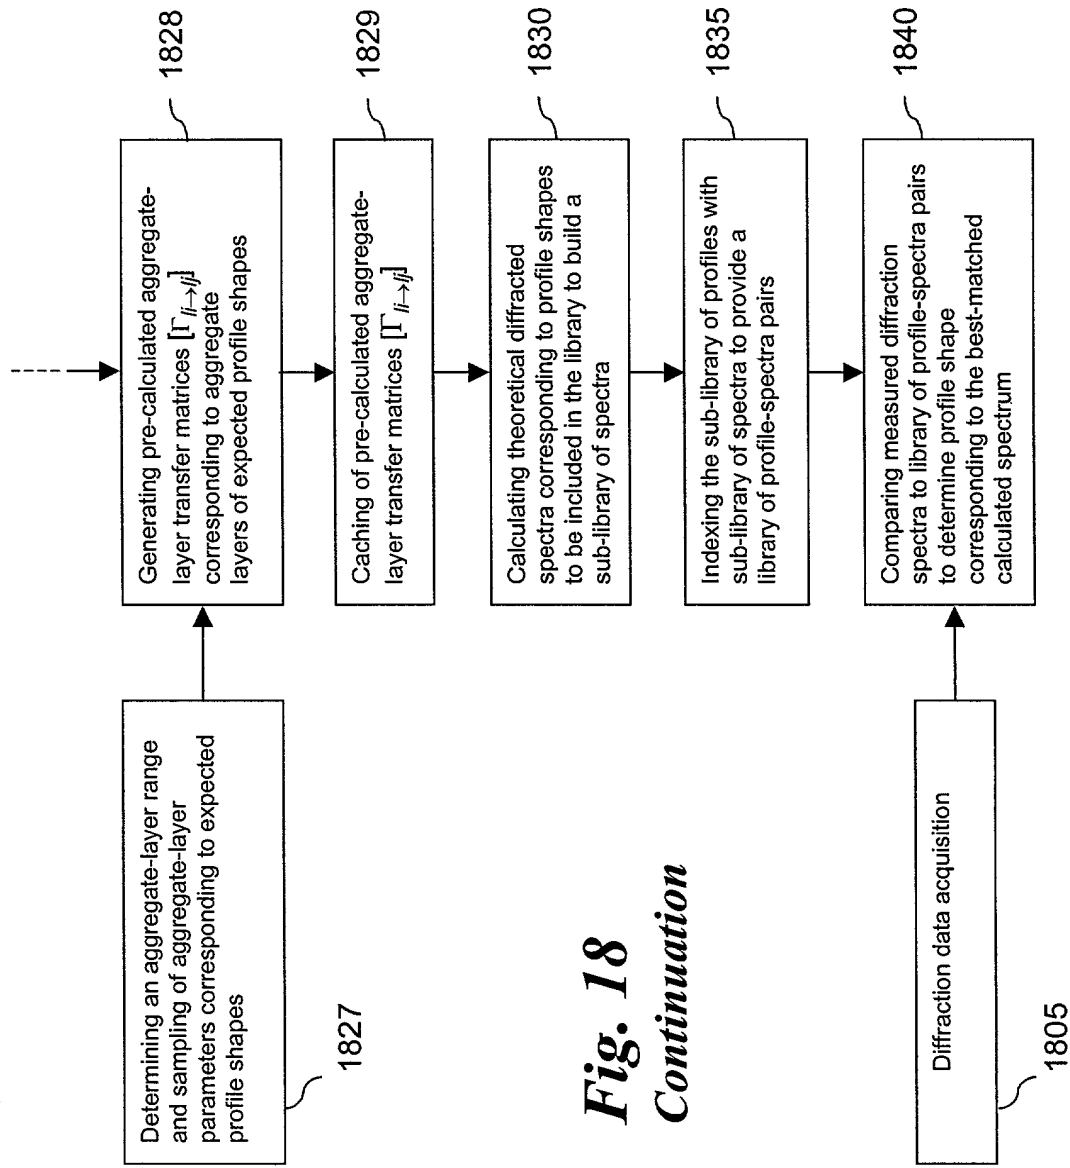 Determining an aggregate-layer range
and sampling of aggregate-layer
parameters corresponding to expected
profile shapes
1827
Generating pre-calculated aggregate-
layer transfer matrices [Γli→lj]
corresponding to aggregate
layers of expected profile shapes
1828
Caching of pre-calculated aggregate-
layer transfer matrices [Γli→lj]
1829
Calculating theoretical diffracted
spectra corresponding to profile shapes
to be included in the library to build a
sub-library of spectra
1830
Indexing the sub-library of profiles with
sub-library of spectra to provide a
library of profile-spectra pairs
1835
Diffraction data acquisition
1805
Comparing measured diffraction
spectra to library of profile-spectra pairs
to determine profile shape
corresponding to the best-matched
calculated spectrum
1840
Fig. 18
Continuation